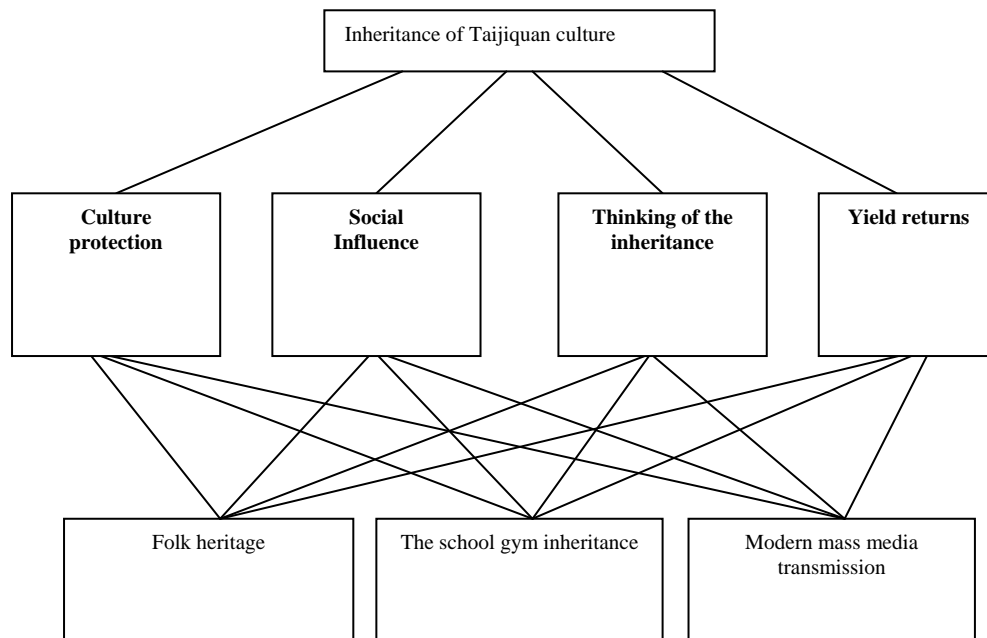 Inheritance of Taijiquan culture
Culture
protection
Social
Influence
Thinking of the
inheritance
Yield returns
Folk heritage
The school gym inheritance
Modern mass media
transmission